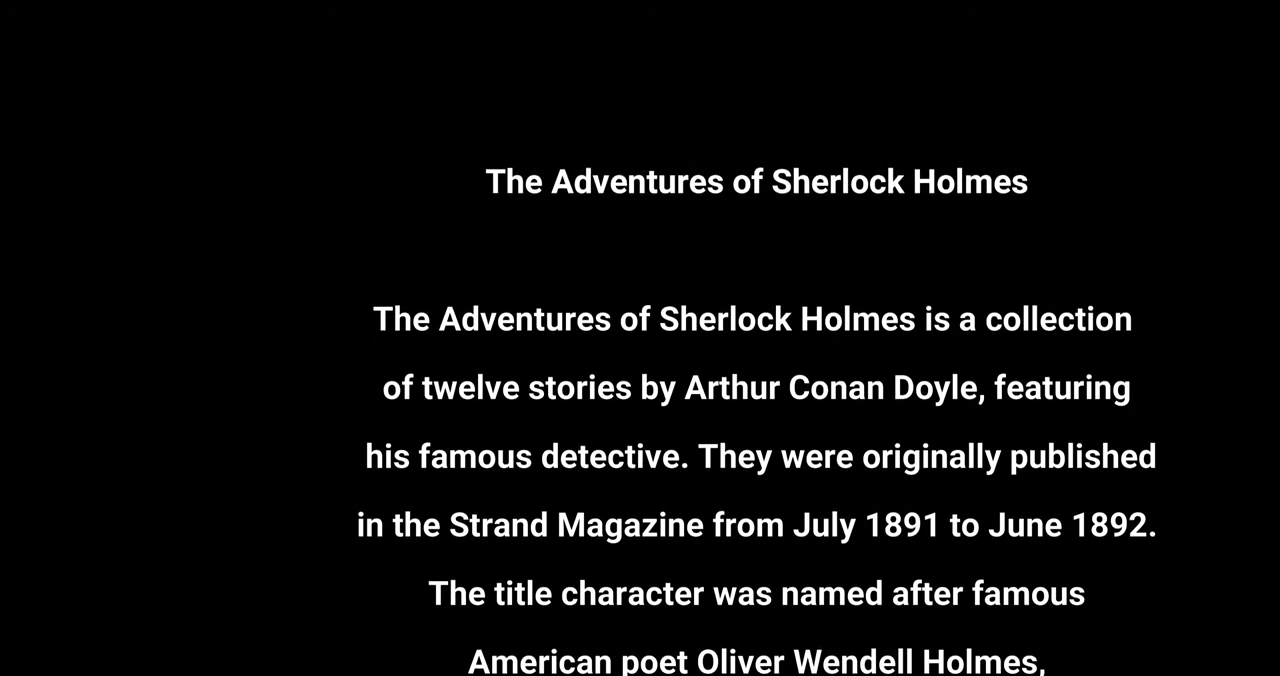 The Adventures of Sherlock Holmes
The Adventures of Sherlock Holmes is a collection
of twelve stories by Arthur Conan Doyle, featuring
his famous detective. They were originally published
in the Strand Magazine from July 1891 to June 1892.
The title character was named after famous
American poet Oliver Wendell Holmes,